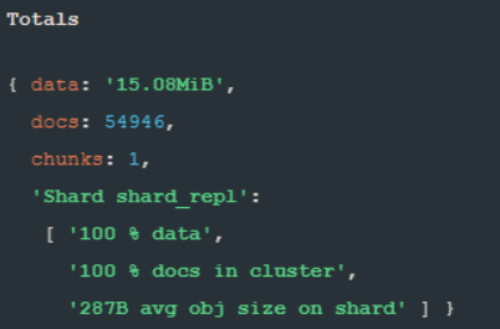 Totals
{ data: '15.08MiB',
docs: 54946,
chunks: 1,
'Shard shard_repl':
[ '100 % data',
'100 % docs in cluster',
'287B avg obj size on shard' ] }